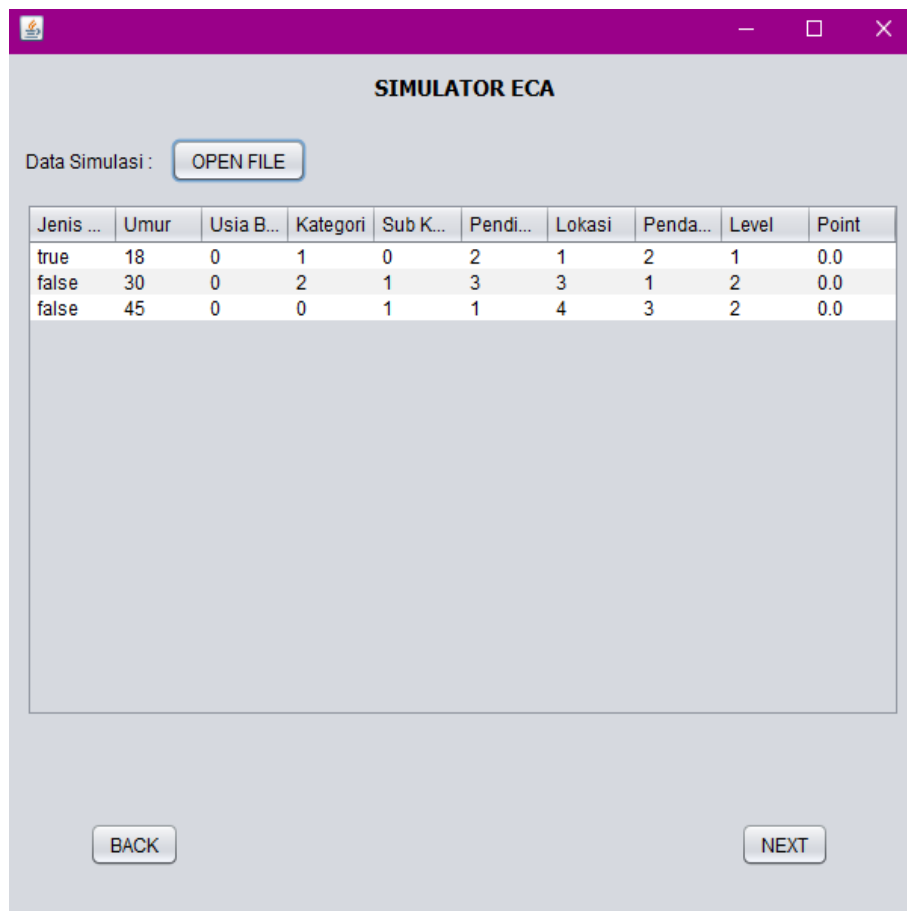 SIMULATOR ECA
Data Simulasi : OPEN FILE
Jenis ... Umur Usia B... Kategori Sub K... Pendi... Lokasi Penda... Level Point
true 18 0 1 0 2 1 2 1 0.0
false 30 0 2 1 3 3 1 2 0.0
false 45 0 0 1 1 4 3 2 0.0
BACK NEXT